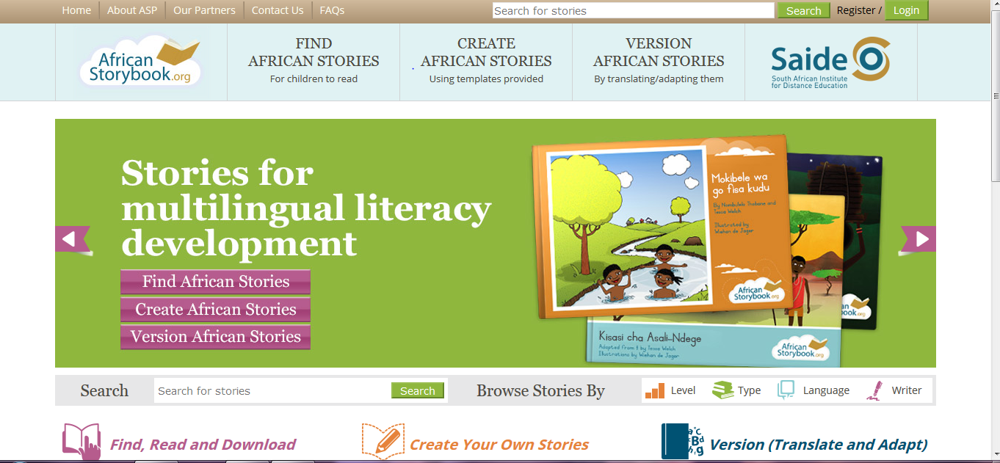 Home
About ASP
Our Partners
Contact Us
FAQs
Search for stories
Search
Register /
Login
African
Storybook.org
FIND
AFRICAN STORIES
For children to read
CREATE
AFRICAN STORIES
Using templates provided
VERSION
AFRICAN STORIES
By translating/adapting them
Saide
South African Institute
for Distance Education
Stories for
multilingual literacy
development
Find African Stories
Create African Stories
Version African Stories
Mokibele wa
go fisa kudu
By Nombulelo Thabane and
Tessa Welch
Illustrated by
Wiehan de Jager
African
Storybook.org
ook.org
Kisasi cha Asali-Ndege
Adapted from & by Tessa Welch
Illustrations by Wiehan de Jager
African
Storybook.org
Search
Search for stories
Search
Browse Stories By
Level
Type
Language
Writer
Find, Read and Download
Create Your Own Stories
Version (Translate and Adapt)